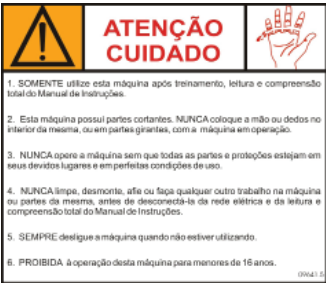 ATENÇÃO
CUIDADO
1. SOMENTE utilize esta máquina após treinamento, leitura e compreensão
total do Manual de Instruções.
2. Esta máquina possui partes cortantes. NUNCA coloque a mão ou dedos no
interior da mesma, ou em partes girantes, com a máquina em operação.
3. NUNCA opere a máquina sem que todas as partes e proteções estejam em
seus devidos lugares e em perfeitas condições de uso.
4. NUNCA limpe, desmonte, afie ou faça qualquer outro trabalho na máquina
ou partes da mesma, antes de desconectá-la da rede elétrica e da leitura e
compreensão total do Manual de Instruções.
5. SEMPRE desligue a máquina quando não estiver utilizando.
6. PROIBIDA à operação desta máquina para menores de 16 anos.
09641.5